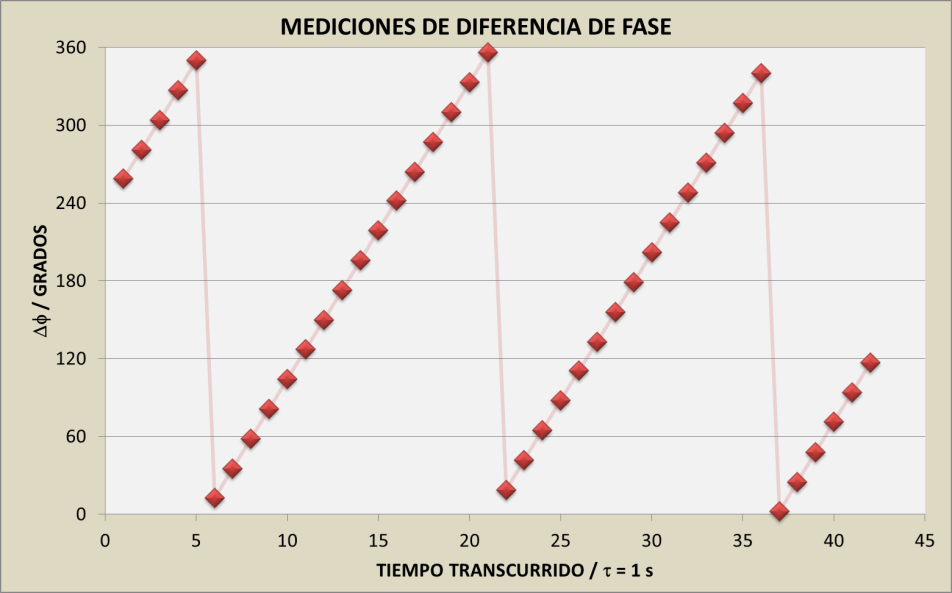 MEDICIONES DE DIFERENCIA DE FASE
360
300
240
180
120
60
0
Δϕ / GRADOS
0 5 10 15 20 25 30 35 40 45
TIEMPO TRANSCURRIDO / τ = 1 s